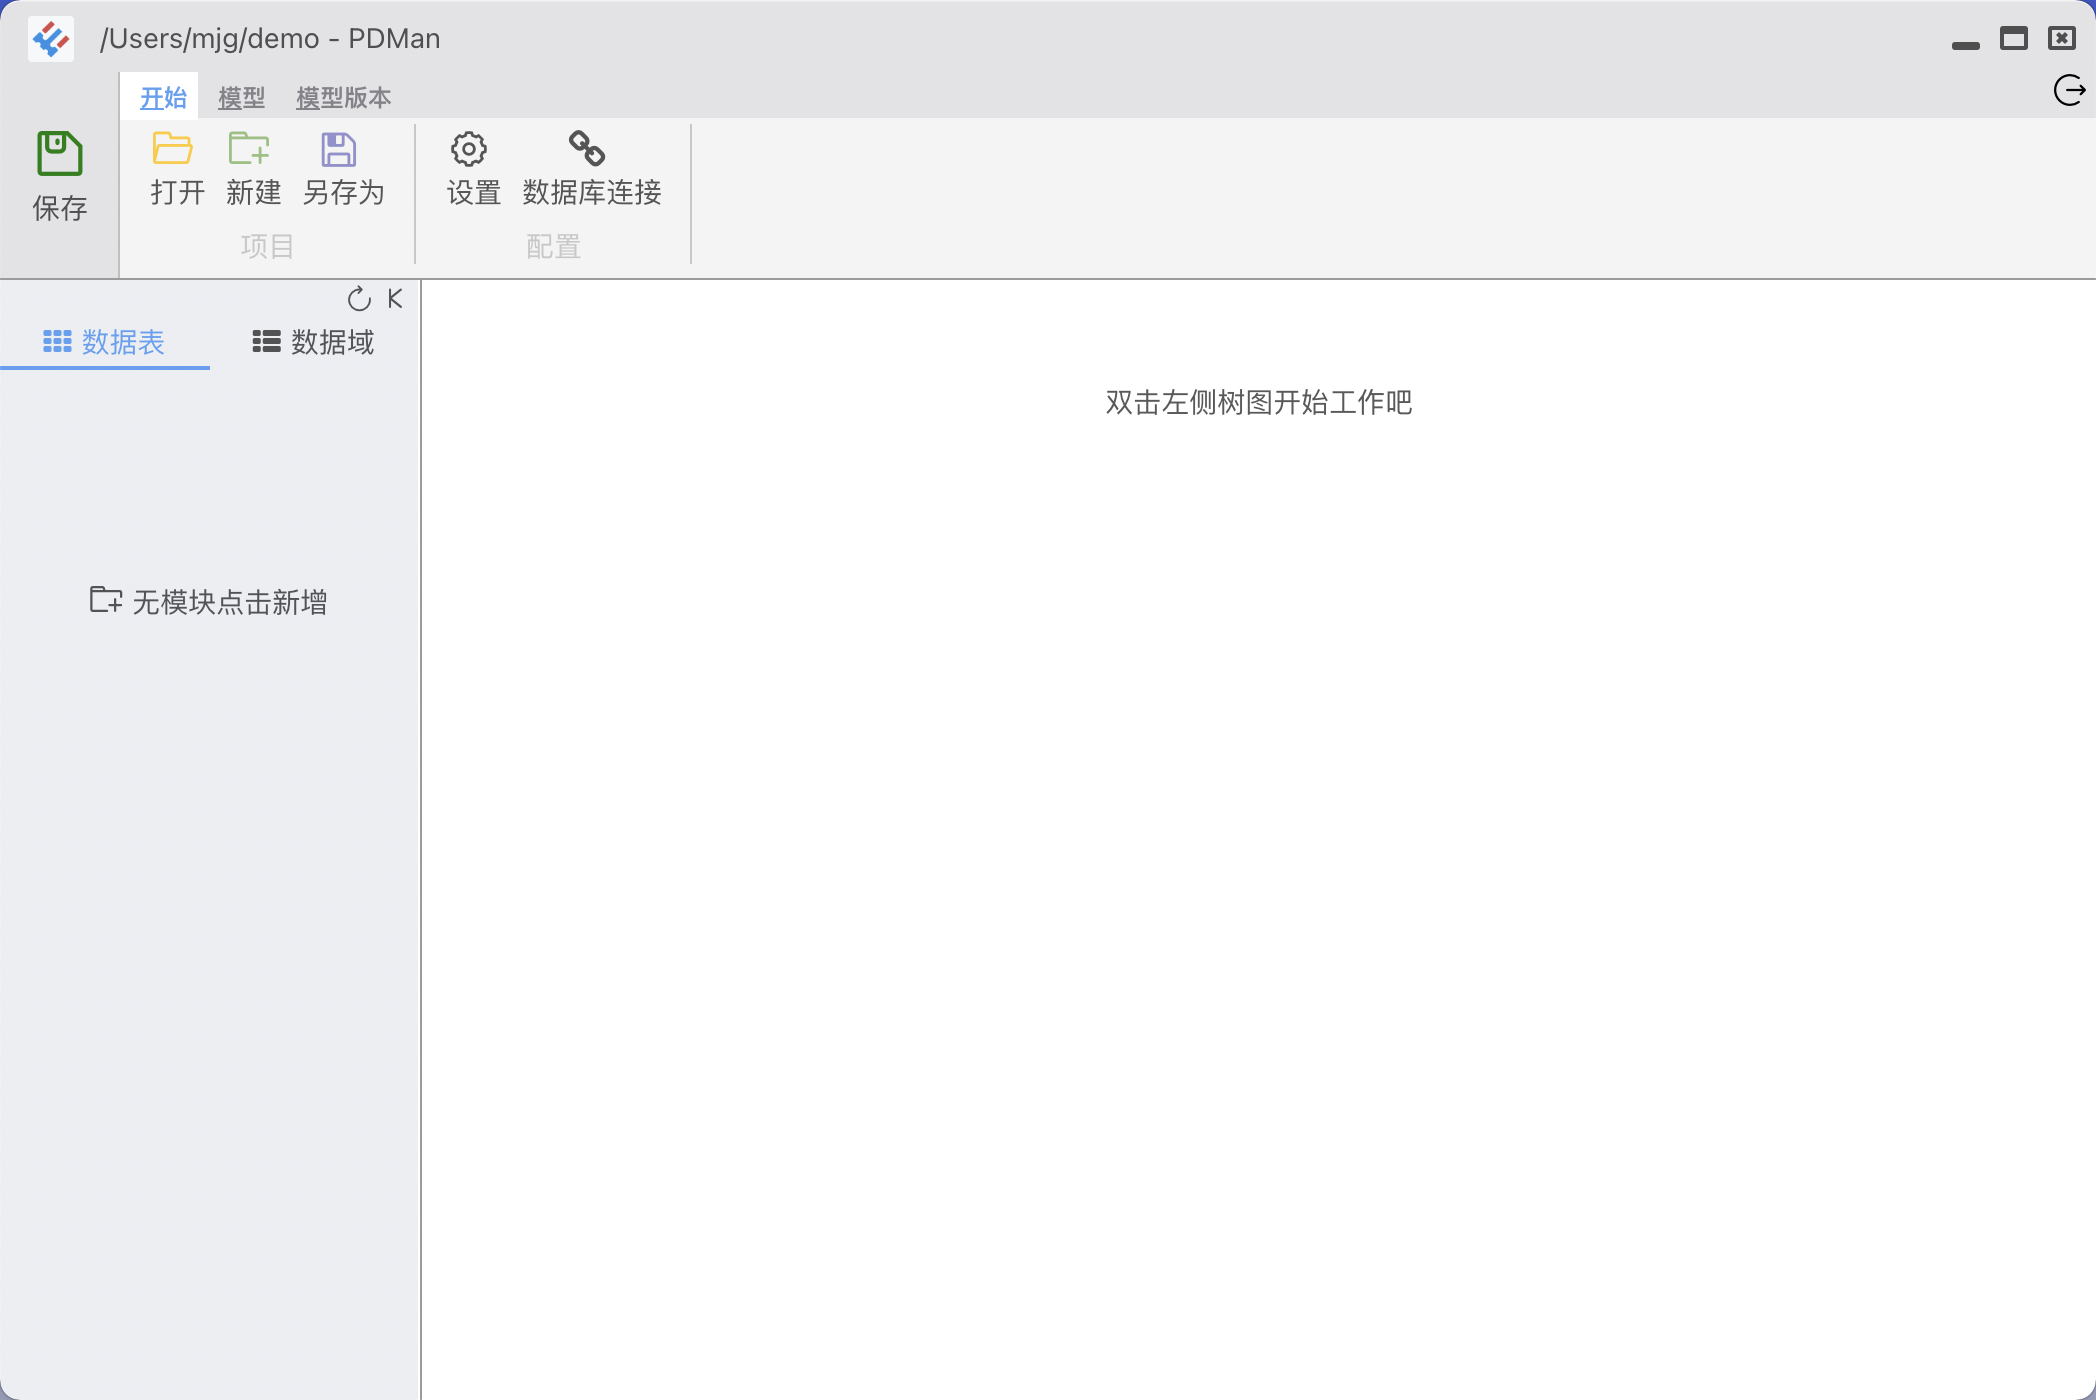 /Users/mjg/demo - PDMan
开始 模型 模型版本
保存
打开 新建 另存为 设置 数据库连接
项目 配置
数据表 数据域
双击左侧树图开始工作吧
无模块点击新增